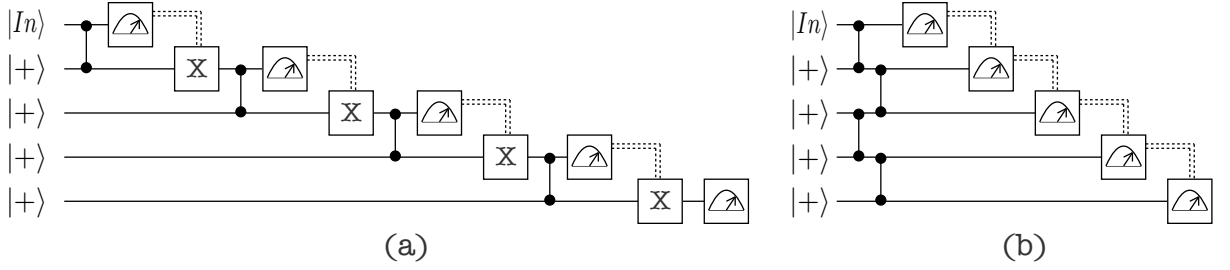 |In⟩ |In⟩
|+⟩ X |+⟩
|+⟩ X |+⟩
|+⟩ X |+⟩
|+⟩ X |+⟩
(a) (b)